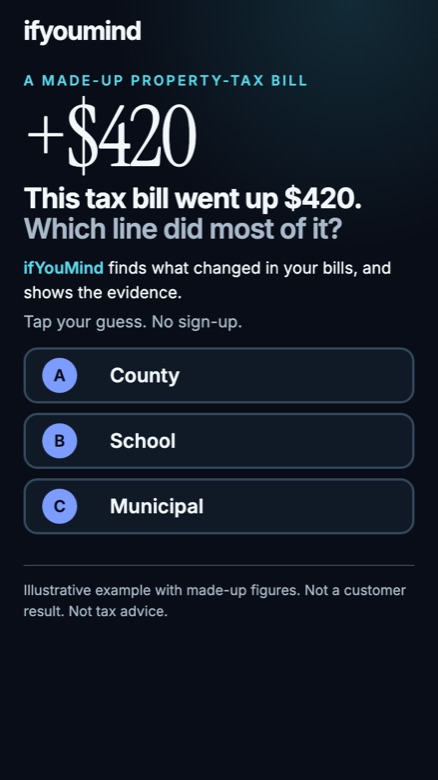 ifyoumind
A MADE-UP PROPERTY-TAX BILL
+$420
This tax bill went up $420.
Which line did most of it?
ifYouMind finds what changed in your bills, and
shows the evidence.
Tap your guess. No sign-up.
A County
B School
C Municipal
Illustrative example with made-up figures. Not a customer
result. Not tax advice.